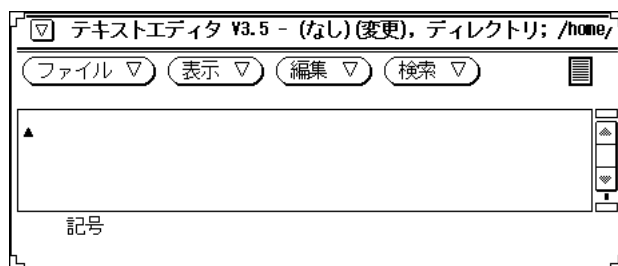 テキストエディタ ¥3.5 - (なし)(変更), ディレクトリ; /home/
ファイル ▽ 表示 ▽ 編集 ▽ 検索 ▽
記号